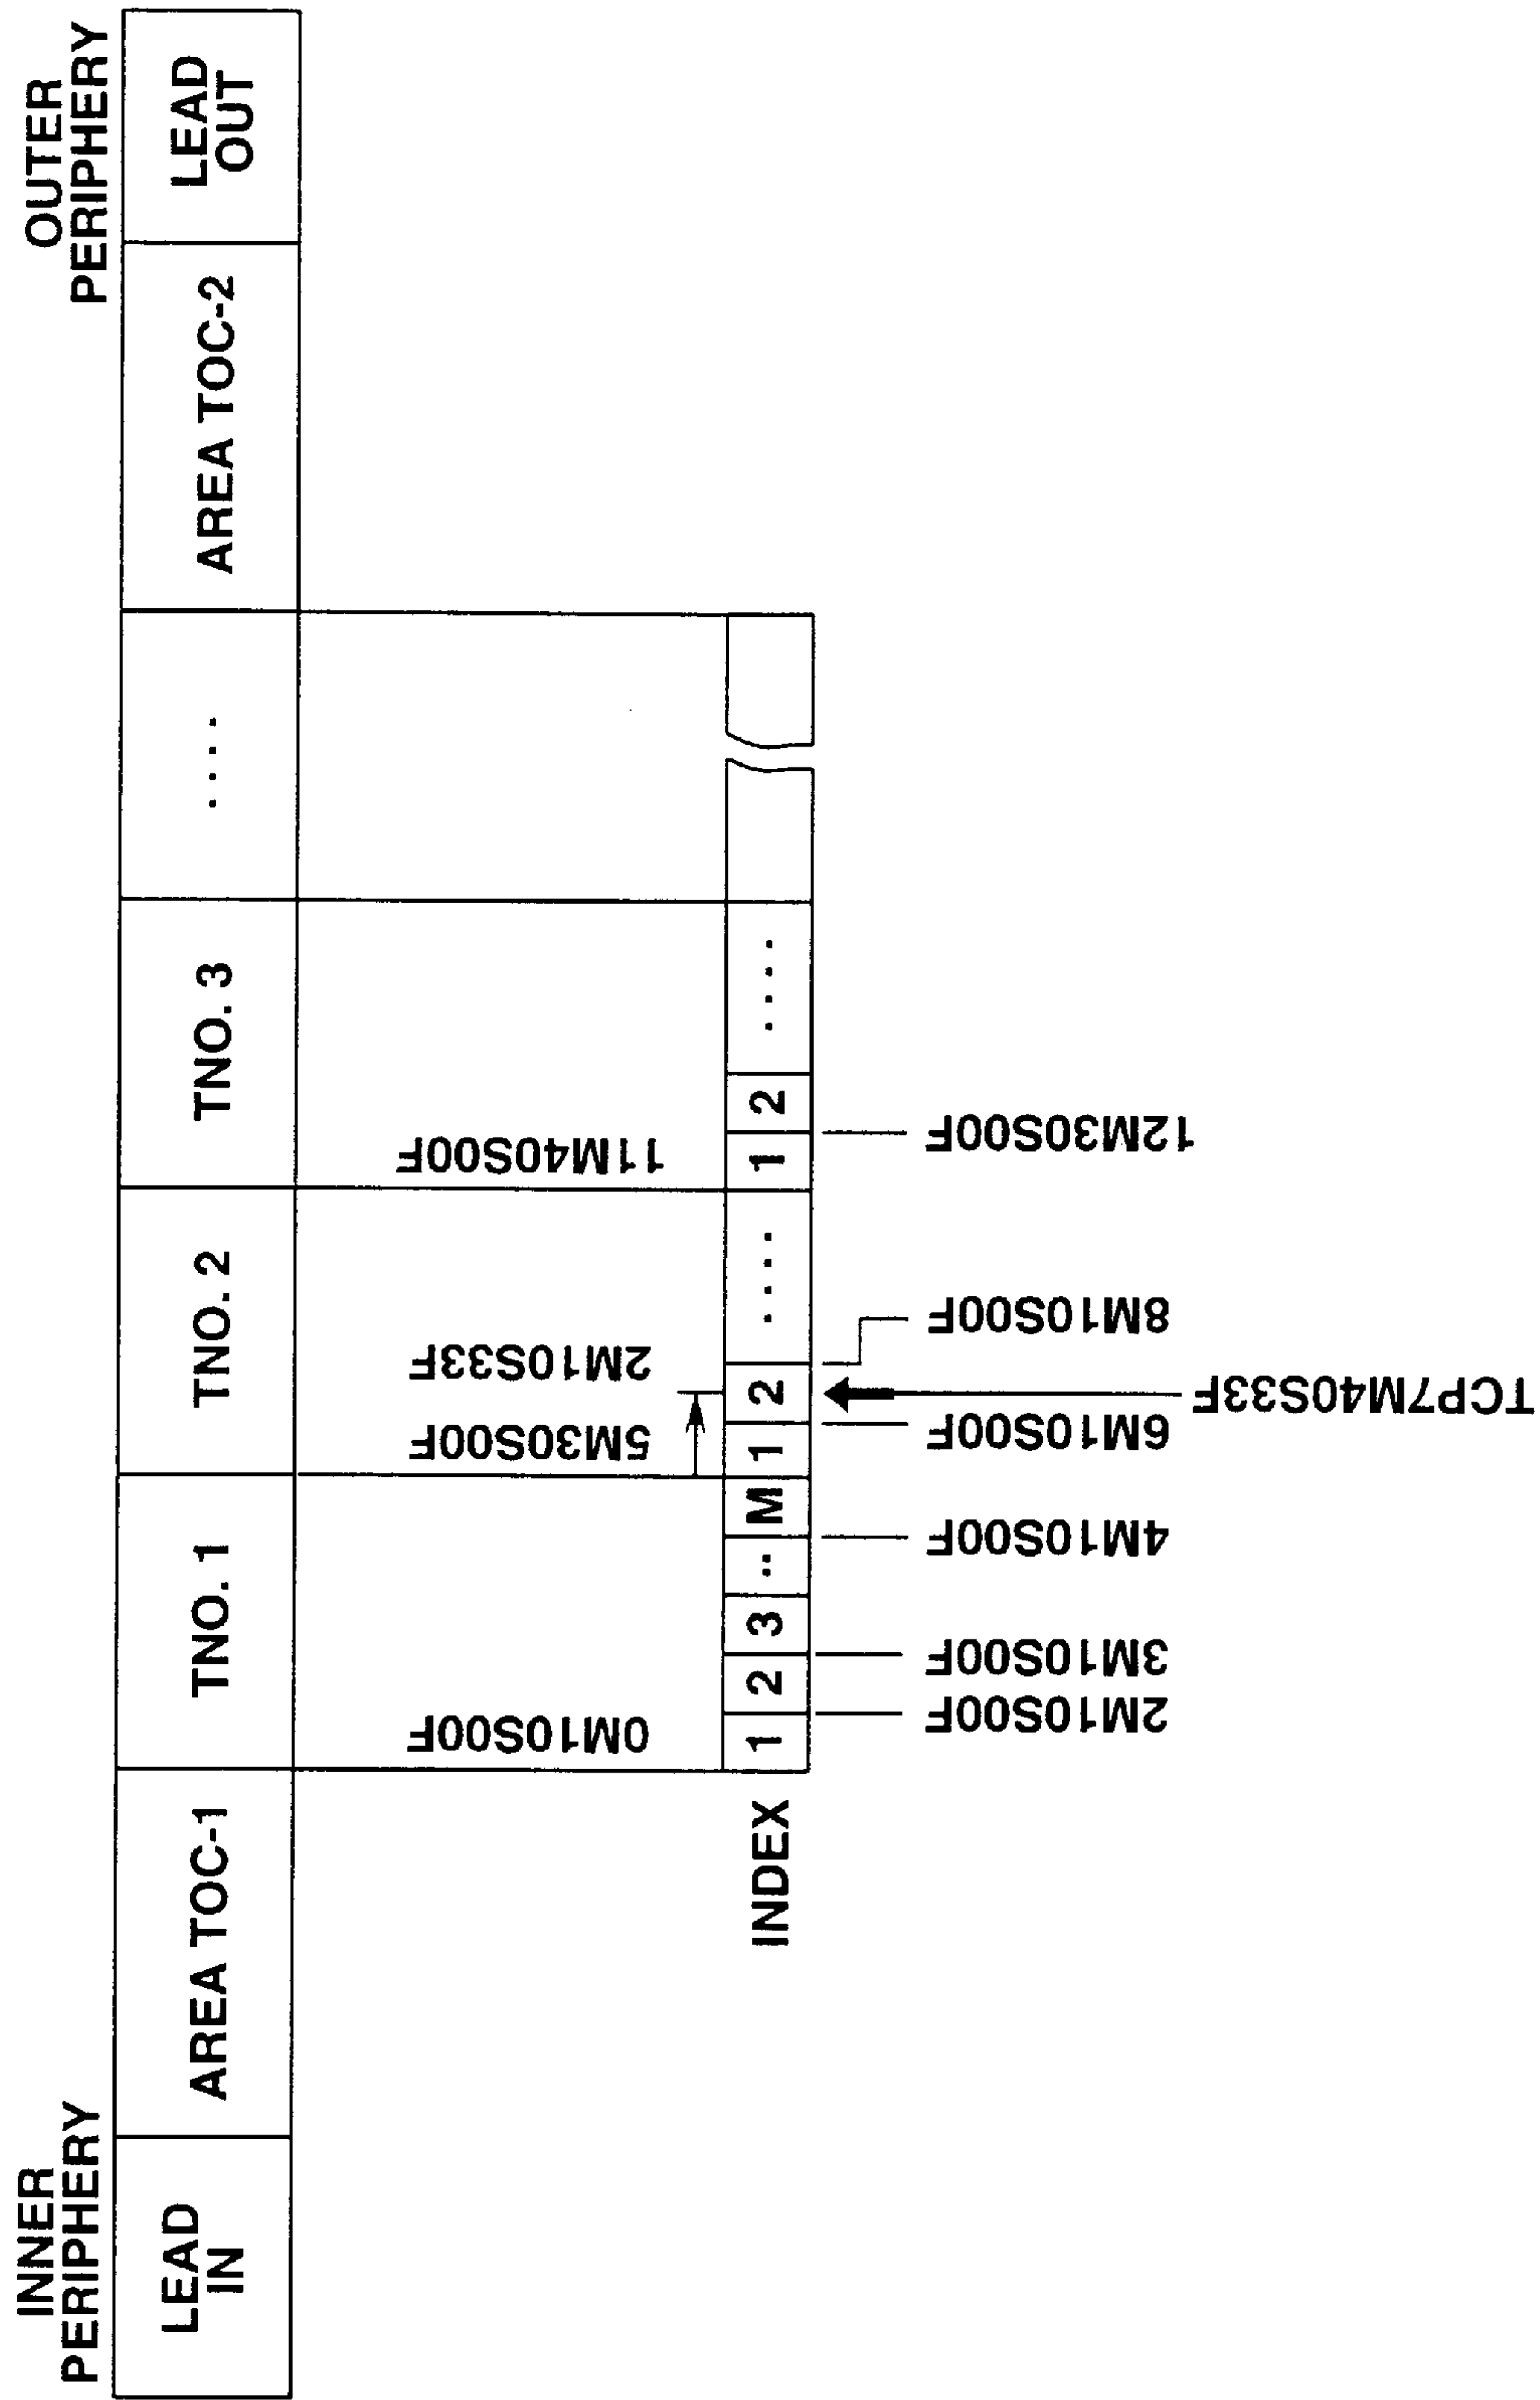 INNER
PERIPHERY
OUTER
PERIPHERY
LEAD
IN
AREA TOC-1
TNO. 1
TNO. 2
TNO. 3
....
AREA TOC-2
LEAD
OUT
0M10S00F
5M30S00F
2M10S33F
11M40S00F
INDEX
1
2
3
..
M
1
2
....
1
2
....
2M10S00F
3M10S00F
4M10S00F
6M10S00F
TCP7M40S33F
8M10S00F
12M30S00F